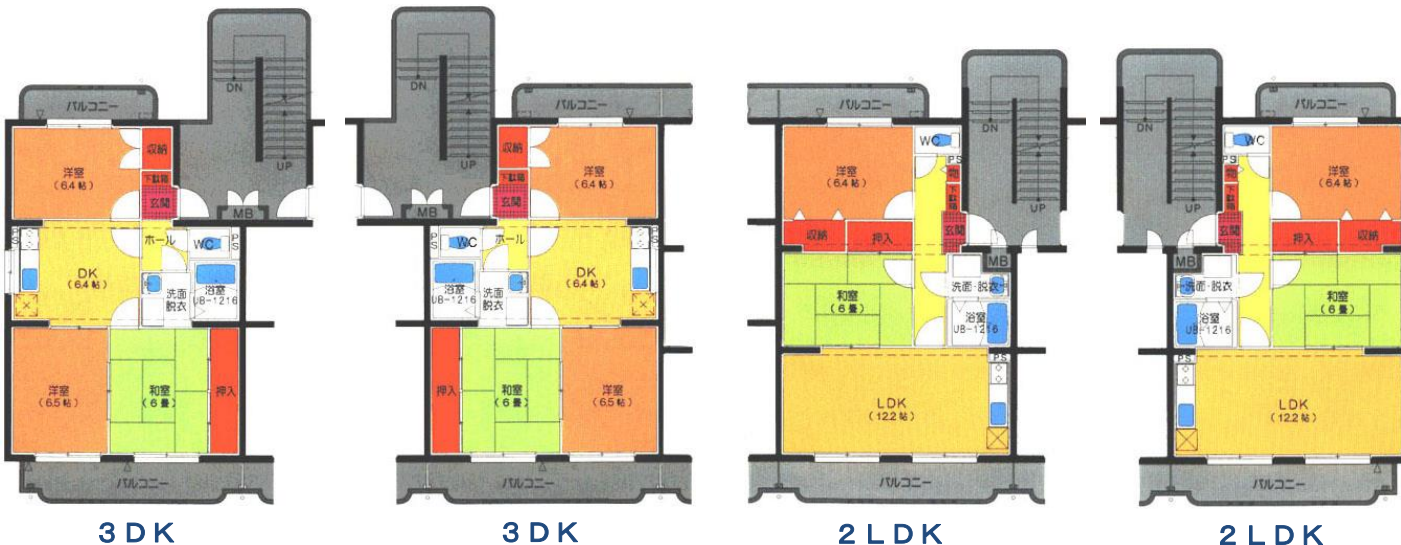 バルコニー
DN
UP
洋室
(6.4 帖)
収納
下駄箱
玄関
MB
PS
DK
(6.4 帖)
ホール
WC
洗面
脱衣
浴室
UB-1216
洋室
(6.5 帖)
和室
(6 畳)
押入
バルコニー
3DK
バルコニー
DN
UP
収納
下駄箱
玄関
洋室
(6.4 帖)
MB
PS
WC
ホール
DK
(6.4 帖)
浴室
UB-1216
洗面
脱衣
押入
和室
(6 畳)
洋室
(6.5 帖)
バルコニー
3DK
バルコニー
DN
UP
洋室
(6.4 帖)
WC
PS
物
下駄箱
玄関
収納
押入
MB
和室
(6 畳)
洗面・脱衣
浴室
UB-1216
PS
LDK
(12.2 帖)
バルコニー
2LDK
バルコニー
DN
UP
WC
PS
物
下駄箱
玄関
洋室
(6.4 帖)
押入
収納
MB
洗面・脱衣
浴室
UB-1216
和室
(6 畳)
PS
LDK
(12.2 帖)
バルコニー
2LDK